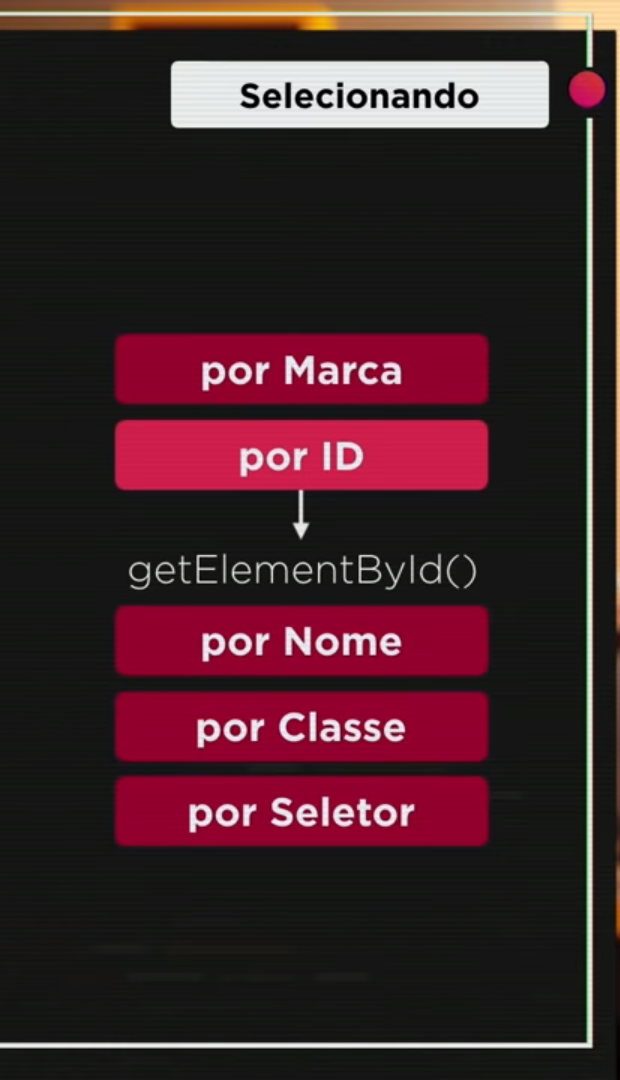 Selecionando
por Marca
por ID
getElementById()
por Nome
por Classe
por Seletor